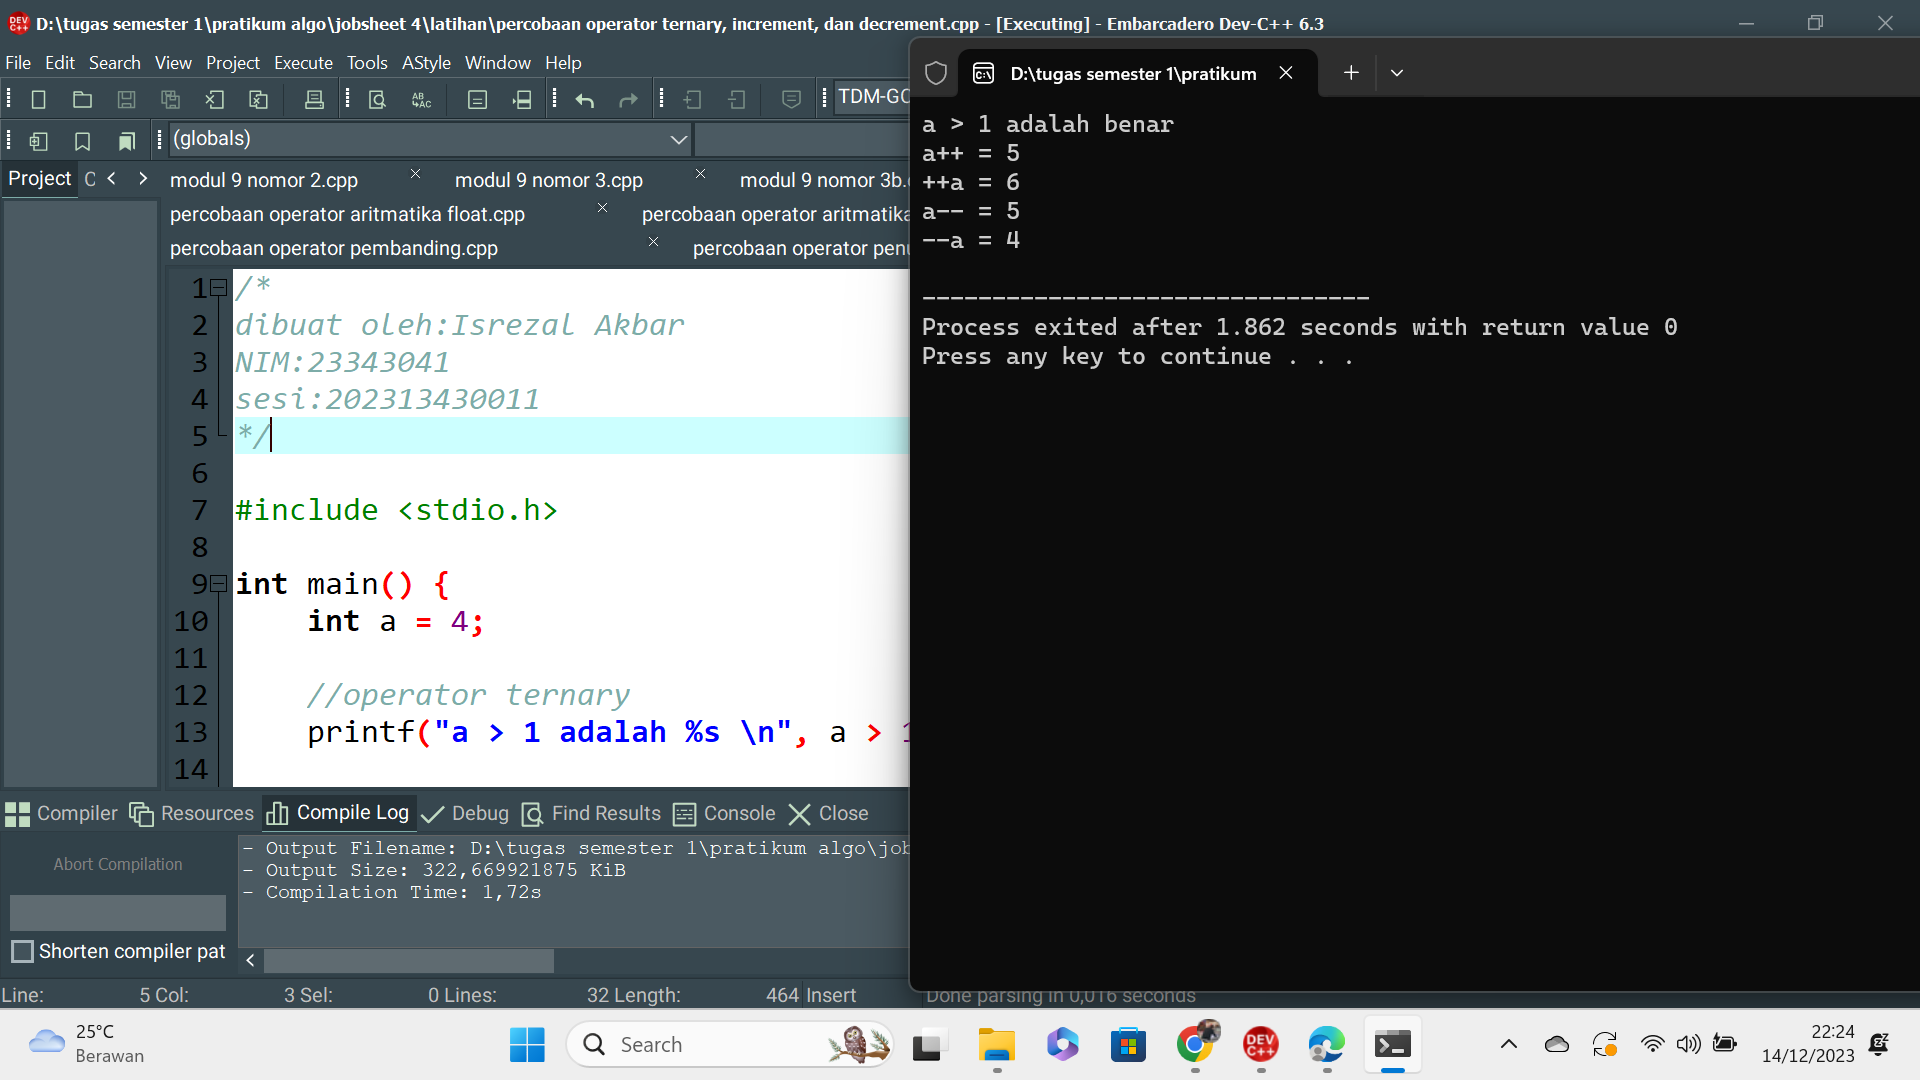 D:\tugas semester 1\pratikum algo\jobsheet 4\latihan\percobaan operator ternary, increment, dan decrement.cpp - [Executing] - Embarcadero Dev-C++ 6.3
File Edit Search View Project Execute Tools AStyle Window Help
TDM-GC
(globals)
Project
modul 9 nomor 2.cpp modul 9 nomor 3.cpp modul 9 nomor 3b.
percobaan operator aritmatika float.cpp percobaan operator aritmatika
percobaan operator pembanding.cpp percobaan operator
1 /*
2 dibuat oleh:Isrezal Akbar
3 NIM:23343041
4 sesi:202313430011
5 */
6
7 #include <stdio.h>
8
9 int main() {
10 int a = 4;
11
12 //operator ternary
13 printf("a > 1 adalah %s \n", a >
14
Compiler Resources Compile Log Debug Find Results Console Close
Abort Compilation
Shorten compiler pat
- Output Filename: D:\tugas semester 1\pratikum algo\job
- Output Size: 322,669921875 KiB
- Compilation Time: 1,72s
Line: 5 Col: 3 Sel: 0 Lines: 32 Length: 464 Insert Done parsing in 0,016 seconds
D:\tugas semester 1\pratikum
a > 1 adalah benar
a++ = 5
++a = 6
a-- = 5
--a = 4
--------------------------------
Process exited after 1.862 seconds with return value 0
Press any key to continue . . .
25°C
Berawan
Search
DEV C++
22:24
14/12/2023